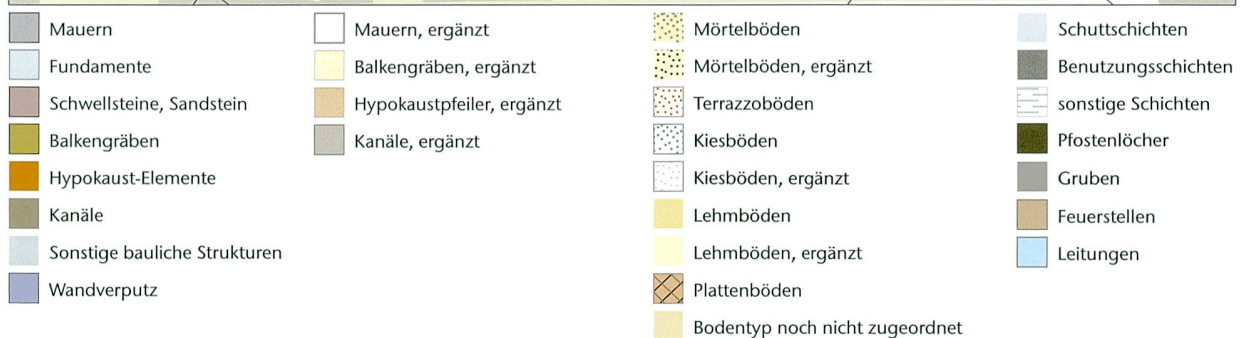 Mauern
Fundamente
Schwellsteine, Sandstein
Balkengräben
Hypokaust-Elemente
Kanäle
Sonstige bauliche Strukturen
Wandverputz
Mauern, ergänzt
Balkengräben, ergänzt
Hypokaustpfeiler, ergänzt
Kanäle, ergänzt
Mörtelböden
Mörtelböden, ergänzt
Terrazzoböden
Kiesböden
Kiesböden, ergänzt
Lehmböden
Lehmböden, ergänzt
Plattenböden
Bodentyp noch nicht zugeordnet
Schuttschichten
Benutzungsschichten
sonstige Schichten
Pfostenlöcher
Gruben
Feuerstellen
Leitungen